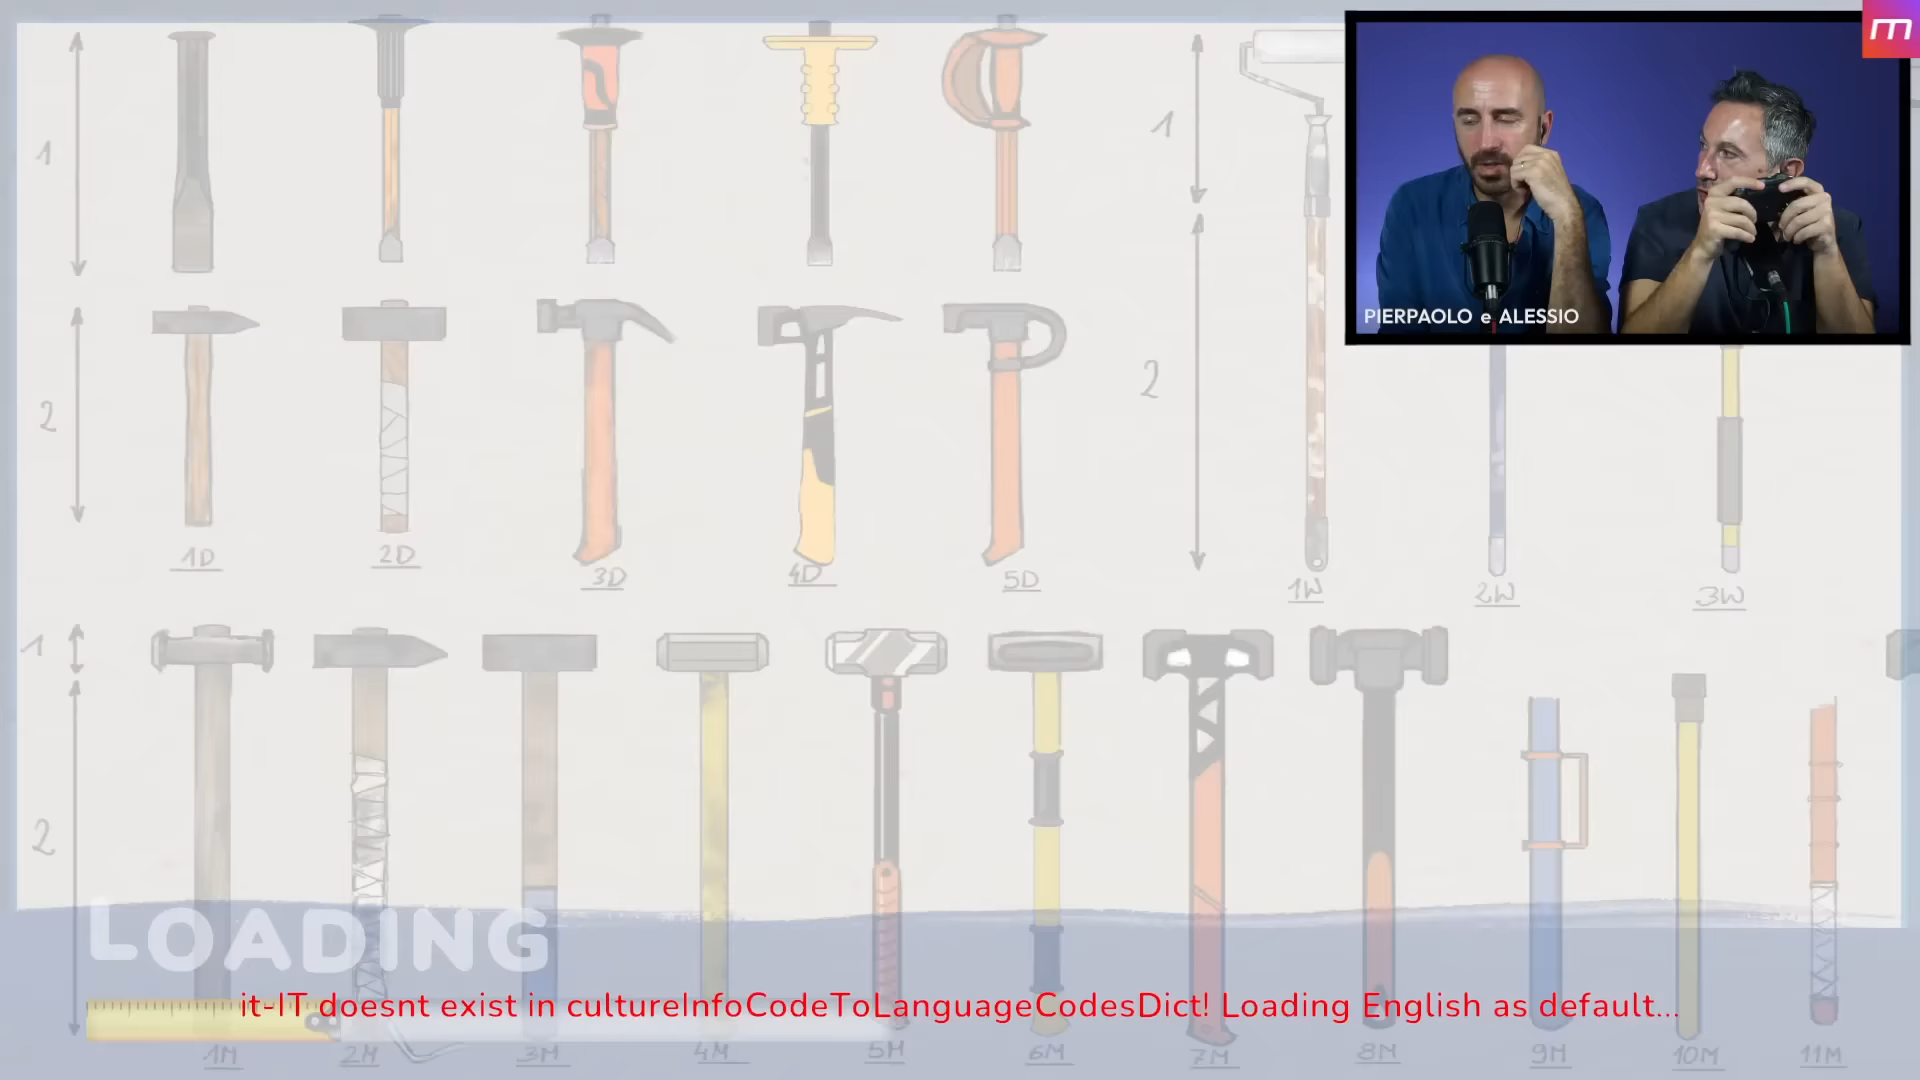 m
PIERPAOLO e ALESSIO
1
1
2
2
1D
2D
3D
4D
5D
1W
2W
3W
1
2
LOADING
it-IT doesnt exist in cultureInfoCodeToLanguageCodesDict! Loading English as default...
1M
2M
3M
4M
5M
6M
7M
8M
9M
10M
11M